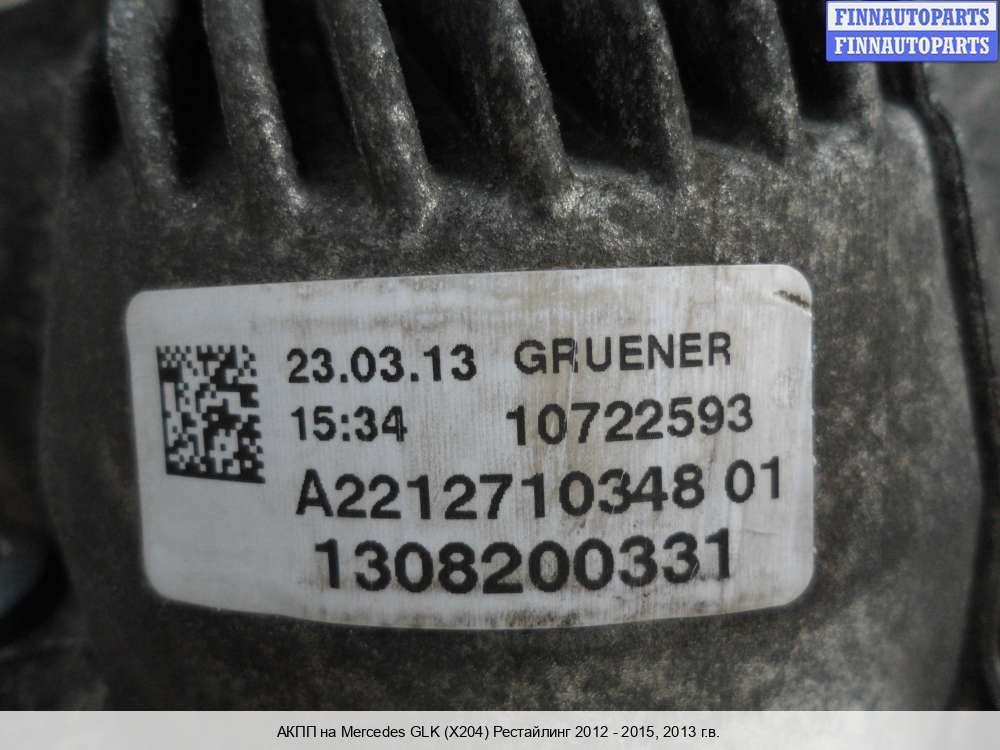 FINNAUTOPARTS
FINNAUTOPARTS
23.03.13 GRUENER
15:34 10722593
A2212710348 01
1308200331
АКПП на Mercedes GLK (X204) Рестайлинг 2012 - 2015, 2013 г.в.